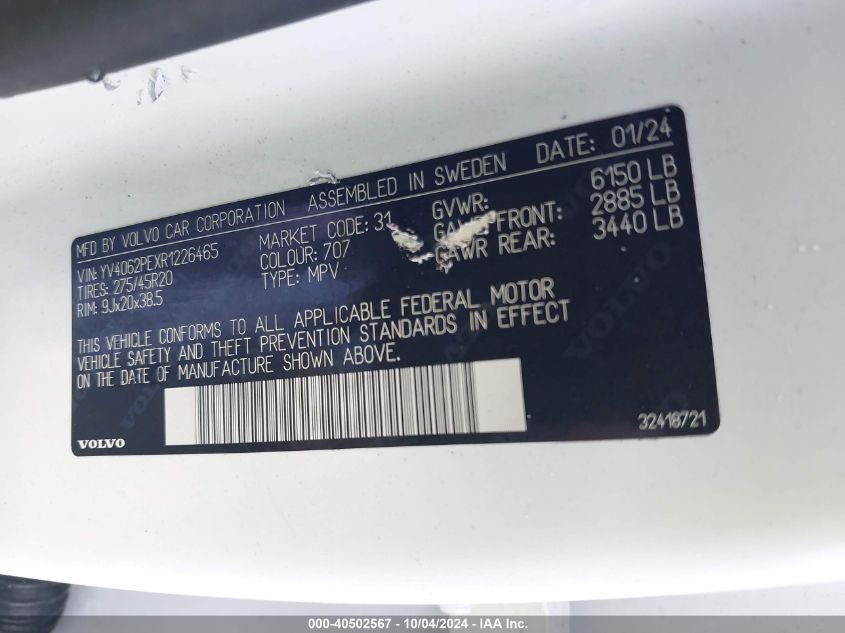 MFD BY VOLVO CAR CORPORATION ASSEMBLED IN SWEDEN DATE: 01/24
VIN: YV4062PEXR1226465 MARKET CODE: 31 GVWR: 6150 LB
TIRES: 275/45R20 COLOUR: 707 GAWR FRONT: 2885 LB
RIM: 9Jx20x38.5 TYPE: MPV GAWR REAR: 3440 LB
THIS VEHICLE CONFORMS TO ALL APPLICABLE FEDERAL MOTOR
VEHICLE SAFETY AND THEFT PREVENTION STANDARDS IN EFFECT
ON THE DATE OF MANUFACTURE SHOWN ABOVE.
VOLVO
32418721
000-40502567 - 10/04/2024 - IAA Inc.